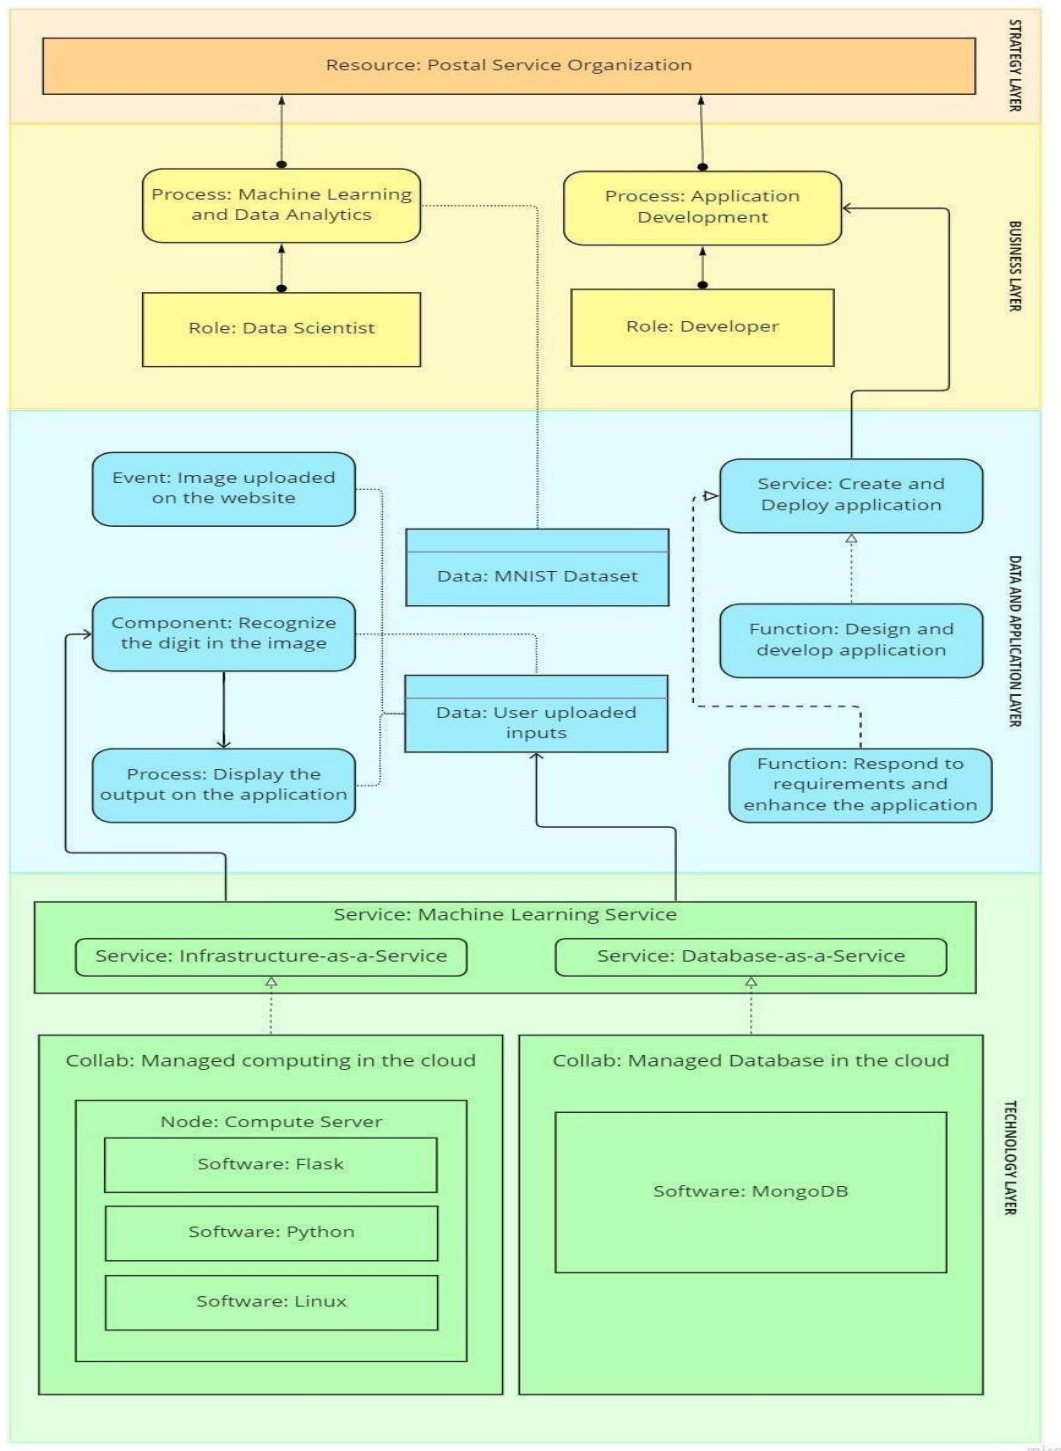 STRATEGY LAYER
Resource: Postal Service Organization
BUSINESS LAYER
Process: Machine Learning
and Data Analytics
Process: Application
Development
Role: Data Scientist
Role: Developer
DATA AND APPLICATION LAYER
Event: Image uploaded
on the website
Service: Create and
Deploy application
Data: MNIST Dataset
Component: Recognize
the digit in the image
Function: Design and
develop application
Data: User uploaded
inputs
Process: Display the
output on the application
Function: Respond to
requirements and
enhance the application
TECHNOLOGY LAYER
Service: Machine Learning Service
Service: Infrastructure-as-a-Service
Service: Database-as-a-Service
Collab: Managed computing in the cloud
Node: Compute Server
Software: Flask
Software: Python
Software: Linux
Collab: Managed Database in the cloud
Software: MongoDB